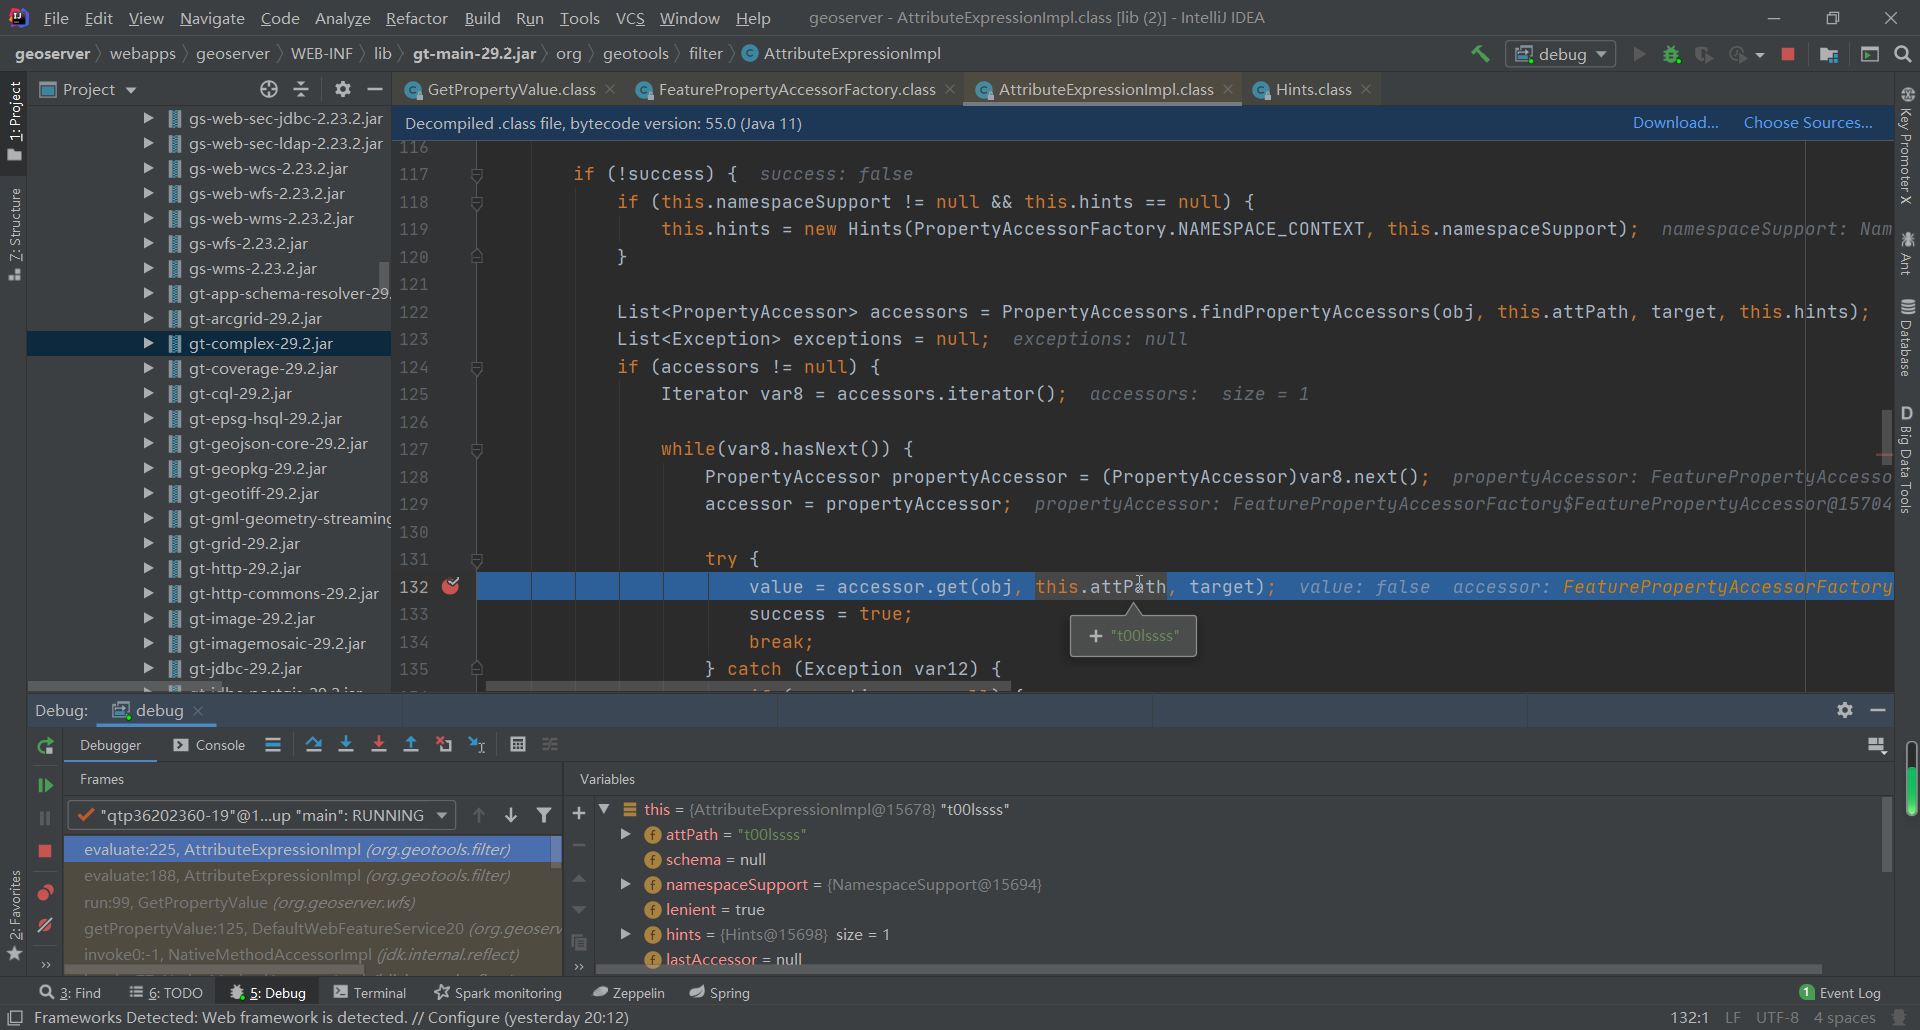 File Edit View Navigate Code Analyze Refactor Build Run Tools VCS Window Help geoserver - AttributeExpressionImpl.class [lib (2)] - IntelliJ IDEA
geoserver webapps geoserver WEB-INF lib gt-main-29.2.jar org geotools filter AttributeExpressionImpl debug
Project
GetPropertyValue.class FeaturePropertyAccessorFactory.class AttributeExpressionImpl.class Hints.class
Decompiled .class file, bytecode version: 55.0 (Java 11) Download... Choose Sources...
1: Project
7: Structure
2: Favorites
gs-web-sec-jdbc-2.23.2.jar
gs-web-sec-ldap-2.23.2.jar
gs-web-wcs-2.23.2.jar
gs-web-wfs-2.23.2.jar
gs-web-wms-2.23.2.jar
gs-wfs-2.23.2.jar
gs-wms-2.23.2.jar
gt-app-schema-resolver-29.
gt-arcgrid-29.2.jar
gt-complex-29.2.jar
gt-coverage-29.2.jar
gt-cql-29.2.jar
gt-epsg-hsql-29.2.jar
gt-geojson-core-29.2.jar
gt-geopkg-29.2.jar
gt-geotiff-29.2.jar
gt-gml-geometry-streaming
gt-grid-29.2.jar
gt-http-29.2.jar
gt-http-commons-29.2.jar
gt-image-29.2.jar
gt-imagemosaic-29.2.jar
gt-jdbc-29.2.jar
116
117 if (!success) { success: false
118 if (this.namespaceSupport != null && this.hints == null) {
119 this.hints = new Hints(PropertyAccessorFactory.NAMESPACE_CONTEXT, this.namespaceSupport); namespaceSupport: Nam
120 }
121
122 List<PropertyAccessor> accessors = PropertyAccessors.findPropertyAccessors(obj, this.attPath, target, this.hints);
123 List<Exception> exceptions = null; exceptions: null
124 if (accessors != null) {
125 Iterator var8 = accessors.iterator(); accessors: size = 1
126
127 while(var8.hasNext()) {
128 PropertyAccessor propertyAccessor = (PropertyAccessor)var8.next(); propertyAccessor: FeaturePropertyAccesso
129 accessor = propertyAccessor; propertyAccessor: FeaturePropertyAccessorFactory$FeaturePropertyAccessor@15704
130
131 try {
132 value = accessor.get(obj, this.attPath, target); value: false accessor: FeaturePropertyAccessorFactory
133 success = true;
134 break;
135 } catch (Exception var12) {
+ "t00lssss"
Key Promoter X
Ant
Database
Big Data Tools
Debug: debug
Debugger Console
Frames
"qtp36202360-19"@1...up "main": RUNNING
evaluate:225, AttributeExpressionImpl (org.geotools.filter)
evaluate:188, AttributeExpressionImpl (org.geotools.filter)
run:99, GetPropertyValue (org.geoserver.wfs)
getPropertyValue:125, DefaultWebFeatureService20 (org.geoserv
invoke0:-1, NativeMethodAccessorImpl (jdk.internal.reflect)
Variables
this = {AttributeExpressionImpl@15678} "t00lssss"
attPath = "t00lssss"
schema = null
namespaceSupport = {NamespaceSupport@15694}
lenient = true
hints = {Hints@15698} size = 1
lastAccessor = null
3: Find 6: TODO 5: Debug Terminal Spark monitoring Zeppelin Spring 1 Event Log
Frameworks Detected: Web framework is detected. // Configure (yesterday 20:12) 132:1 LF UTF-8 4 spaces